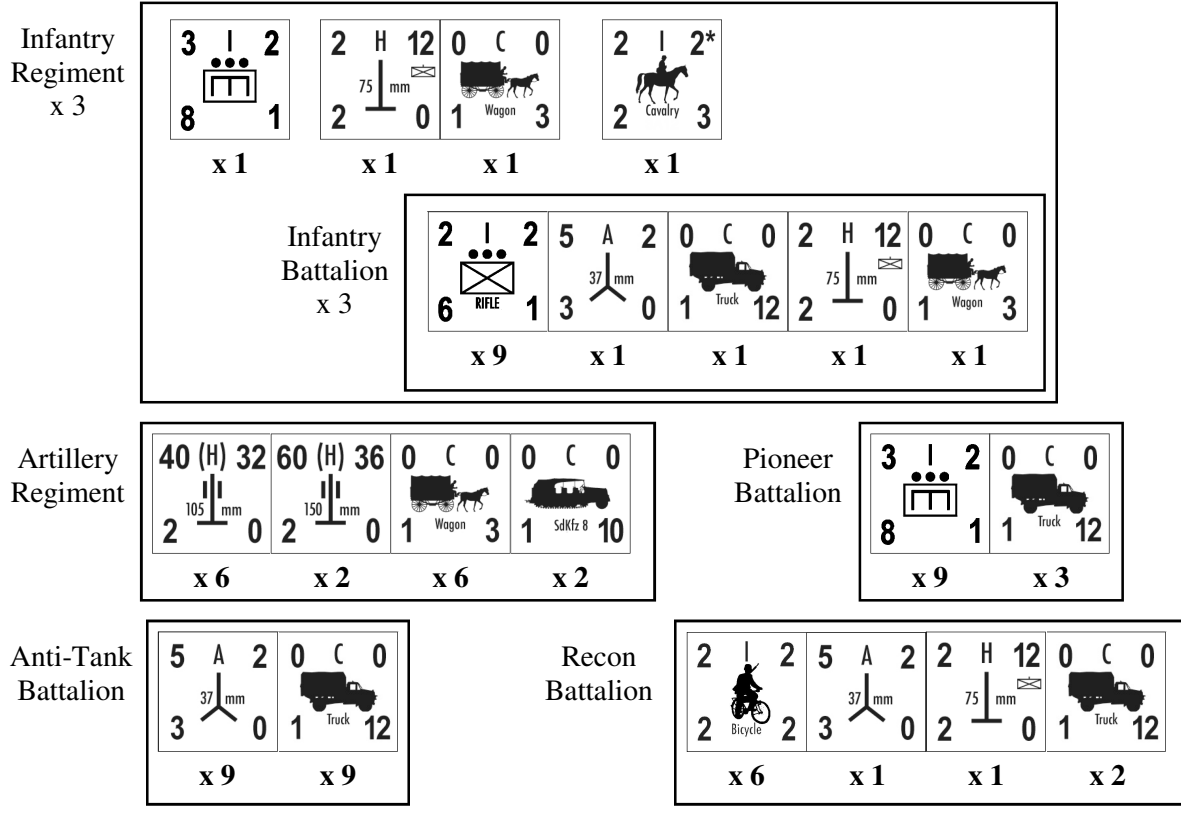 Infantry
Regiment
x 3
3 I 2
8 1
x 1
2 H 12
75 mm
2 0
x 1
0 C 0
Wagon
1 3
x 1
2 I 2*
Cavalry
2 3
x 1
Infantry
Battalion
x 3
2 I 2
RIFLE
6 1
x 9
5 A 2
37 mm
3 0
x 1
0 C 0
Truck
1 12
x 1
2 H 12
75 mm
2 0
x 1
0 C 0
Wagon
1 3
x 1
Artillery
Regiment
40 (H) 32
105 mm
2 0
x 6
60 (H) 36
150 mm
2 0
x 2
0 C 0
Wagon
1 3
x 6
0 C 0
SdKfz 8
1 10
x 2
Pioneer
Battalion
3 I 2
8 1
x 9
0 C 0
Truck
1 12
x 3
Anti-Tank
Battalion
5 A 2
37 mm
3 0
x 9
0 C 0
Truck
1 12
x 9
Recon
Battalion
2 I 2
Bicycle
2 2
x 6
5 A 2
37 mm
3 0
x 1
2 H 12
75 mm
2 0
x 1
0 C 0
Truck
1 12
x 2